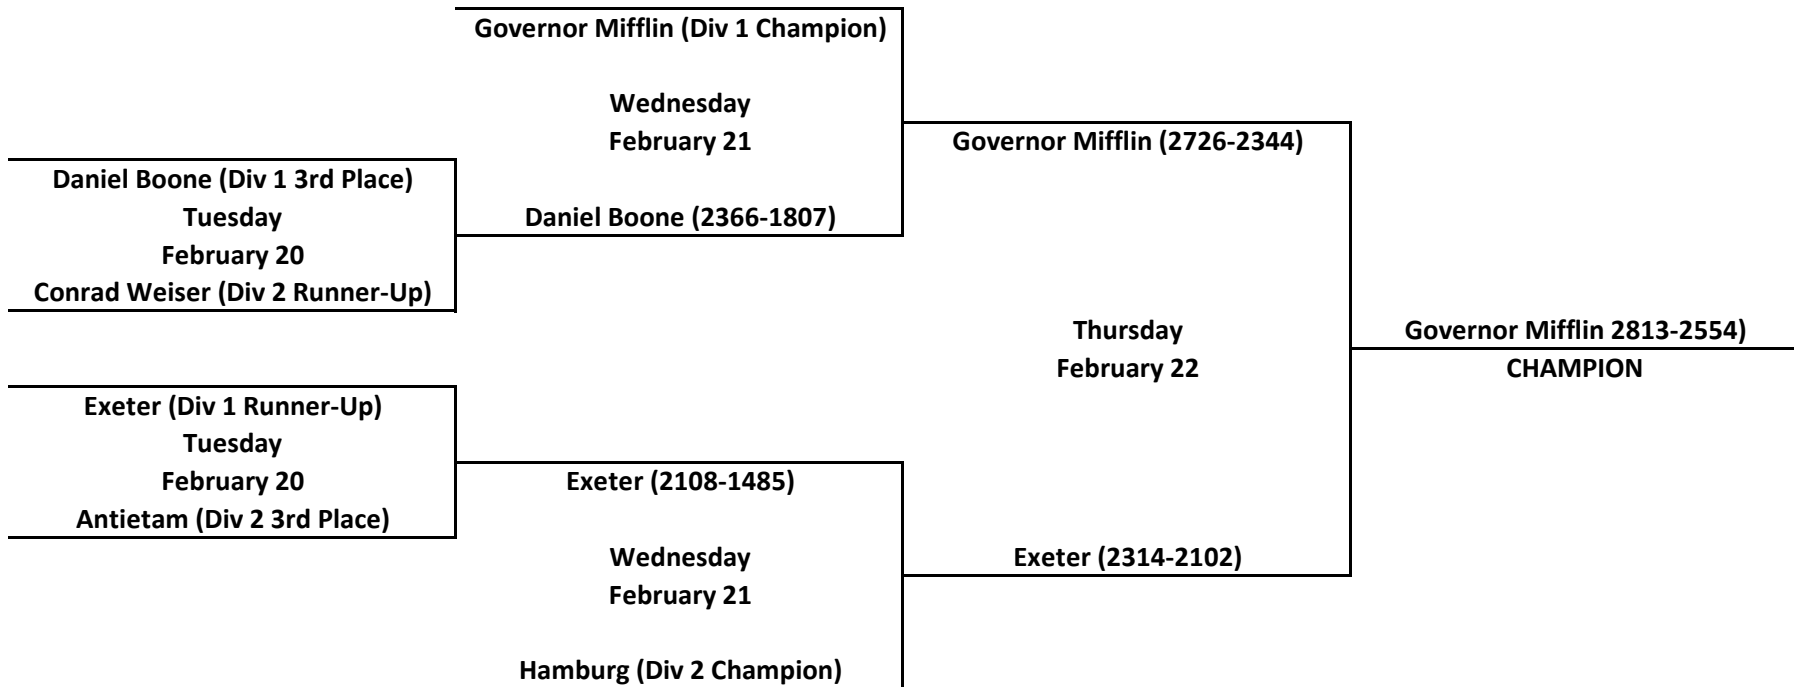 Governor Mifflin (Div 1 Champion)
Wednesday
February 21
Governor Mifflin (2726-2344)
Daniel Boone (Div 1 3rd Place)
Tuesday
Daniel Boone (2366-1807)
February 20
Conrad Weiser (Div 2 Runner-Up)
Thursday
Governor Mifflin 2813-2554)
February 22
CHAMPION
Exeter (Div 1 Runner-Up)
Tuesday
February 20
Exeter (2108-1485)
Antietam (Div 2 3rd Place)
Wednesday
Exeter (2314-2102)
February 21
Hamburg (Div 2 Champion)